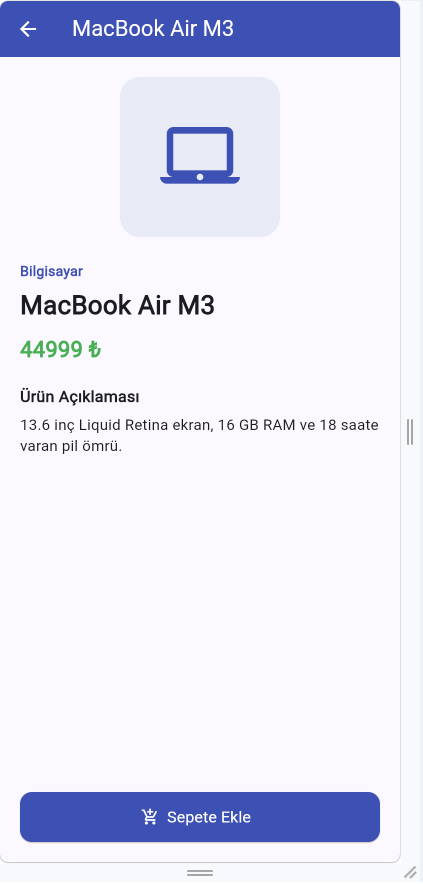 MacBook Air M3
Bilgisayar
MacBook Air M3
44999 ₺
Ürün Açıklaması
13.6 inç Liquid Retina ekran, 16 GB RAM ve 18 saate
varan pil ömrü.
Sepete Ekle